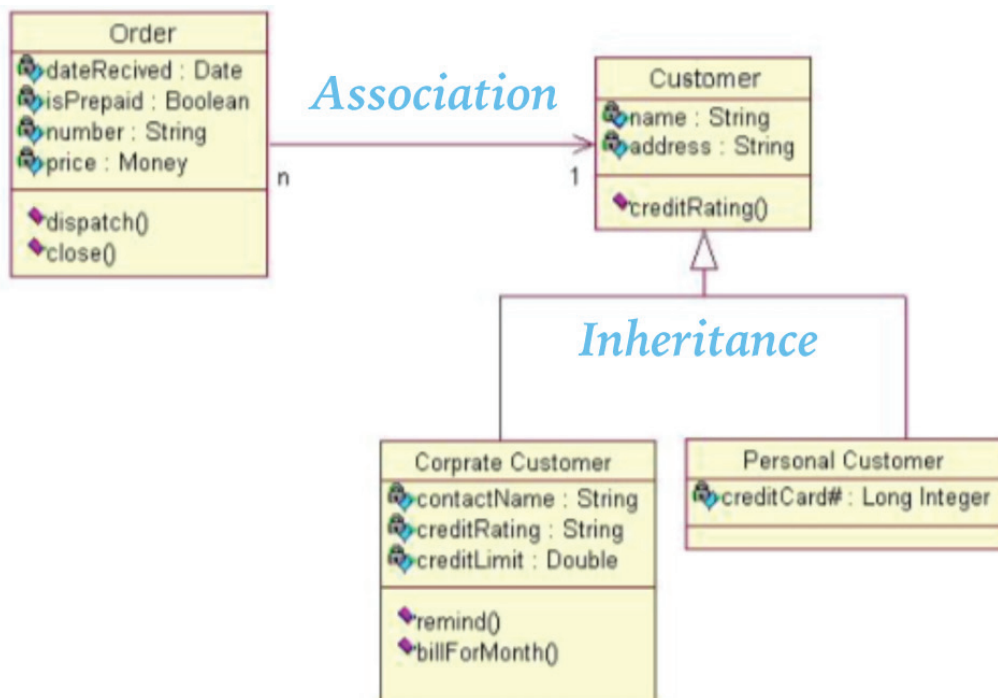 Order
dateRecived : Date
isPrepaid : Boolean
number : String
price : Money
dispatch()
close()
Association
n
1
Customer
name : String
address : String
creditRating()
Inheritance
Corprate Customer
contactName : String
creditRating : String
creditLimit : Double
remind()
billForMonth()
Personal Customer
creditCard# : Long Integer